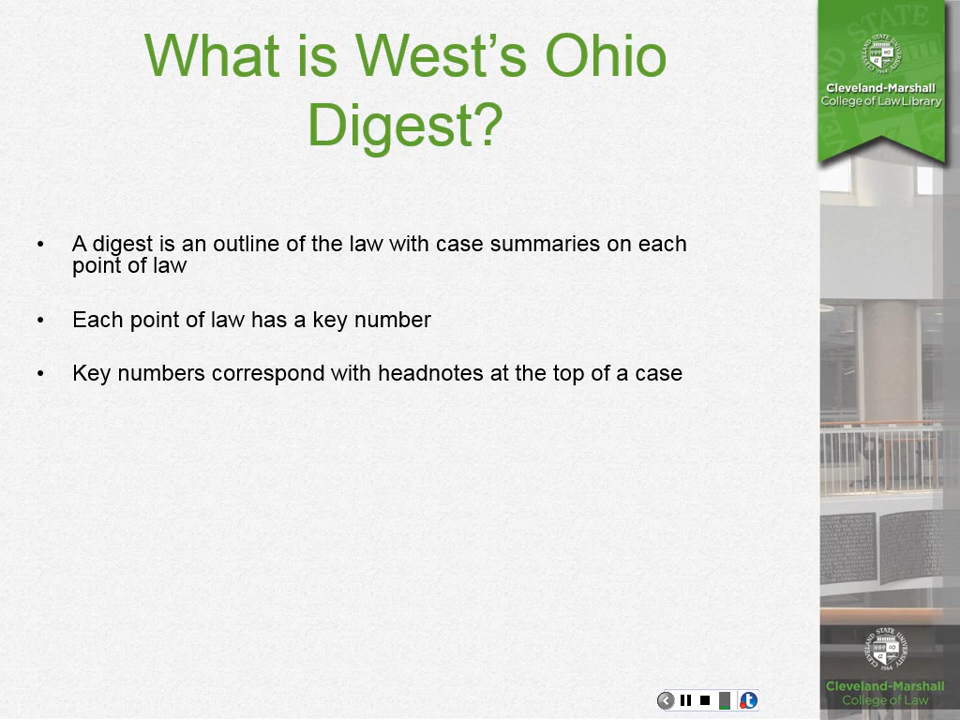 What is West's Ohio
Digest?
• A digest is an outline of the law with case summaries on each
point of law
• Each point of law has a key number
• Key numbers correspond with headnotes at the top of a case
Cleveland-Marshall
College of Law Library
Cleveland-Marshall
College of Law